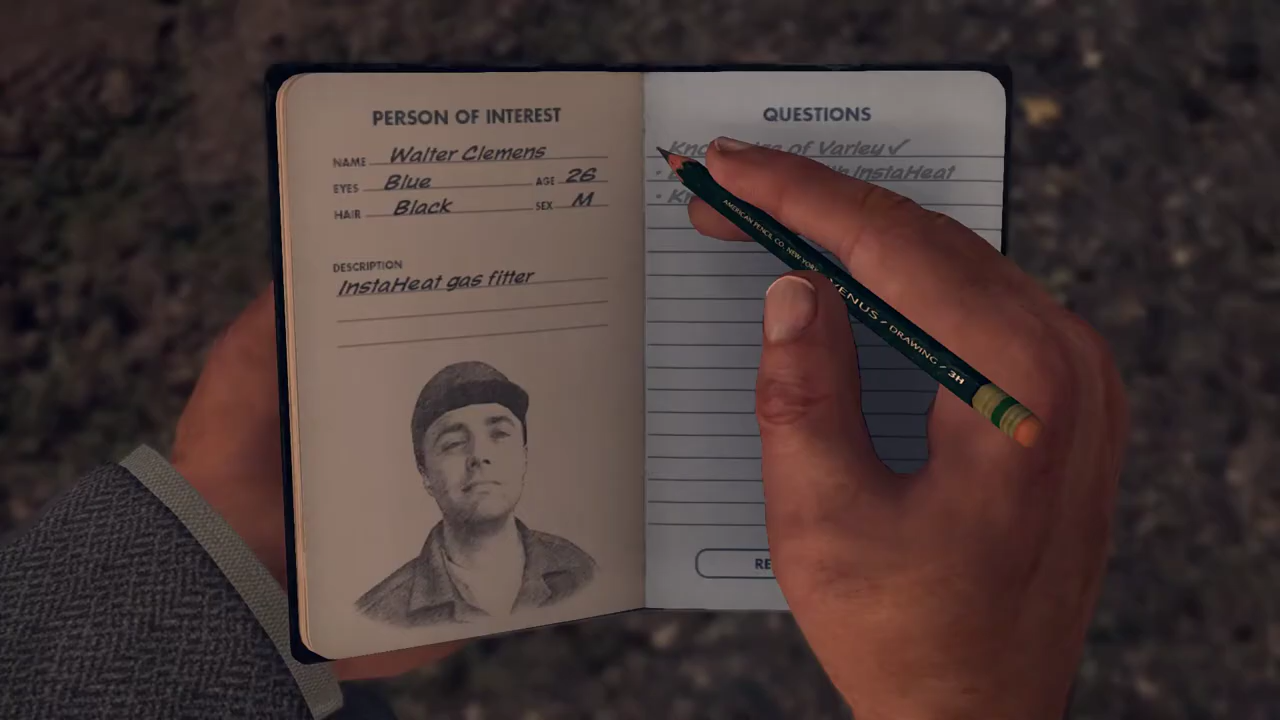 PERSON OF INTEREST
NAME Walter Clemens
EYES Blue AGE 26
HAIR Black SEX M
DESCRIPTION
InstaHeat gas fitter
QUESTIONS
of Varley ✓
InstaHeat
AMERICAN PENCIL CO. NEW YORK VENUS / DRAWING / 3H